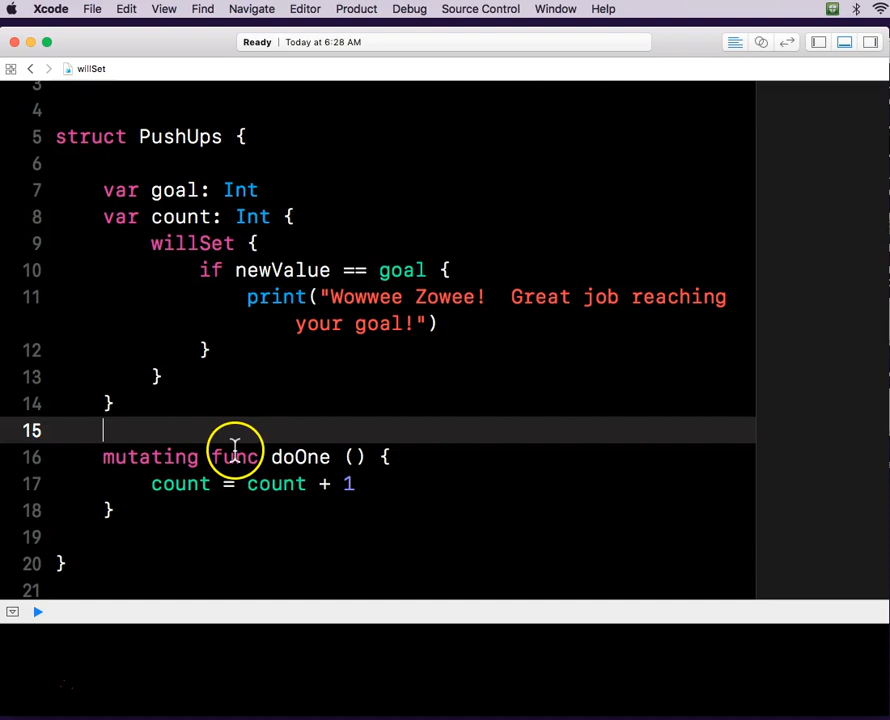 Xcode File Edit View Find Navigate Editor Product Debug Source Control Window Help
Ready | Today at 6:28 AM
willSet
3
4
5 struct PushUps {
6
7 var goal: Int
8 var count: Int {
9 willSet {
10 if newValue == goal {
11 print("Wowwee Zowee!  Great job reaching
your goal!")
12 }
13 }
14 }
15
16 mutating func doOne () {
17 count = count + 1
18 }
19
20 }
21